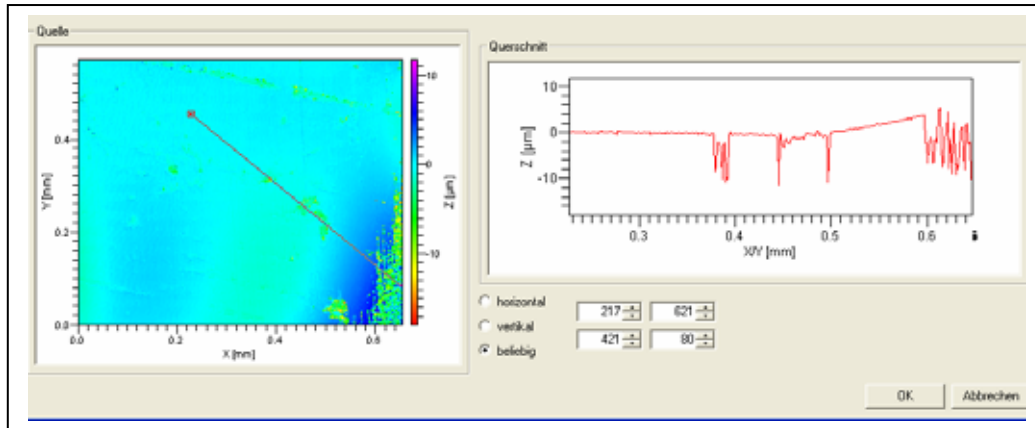 Quelle
10
0
10
Z [µm]
0.4
0.2
0.0
Y [mm]
0.0
0.2
0.4
0.6
X [mm]
Querschnitt
10
0
-10
Z [µm]
0.3
0.4
0.5
0.6
X/Y [mm]
horizontal
217
621
vertikal
421
80
beliebig
OK
Abbrechen